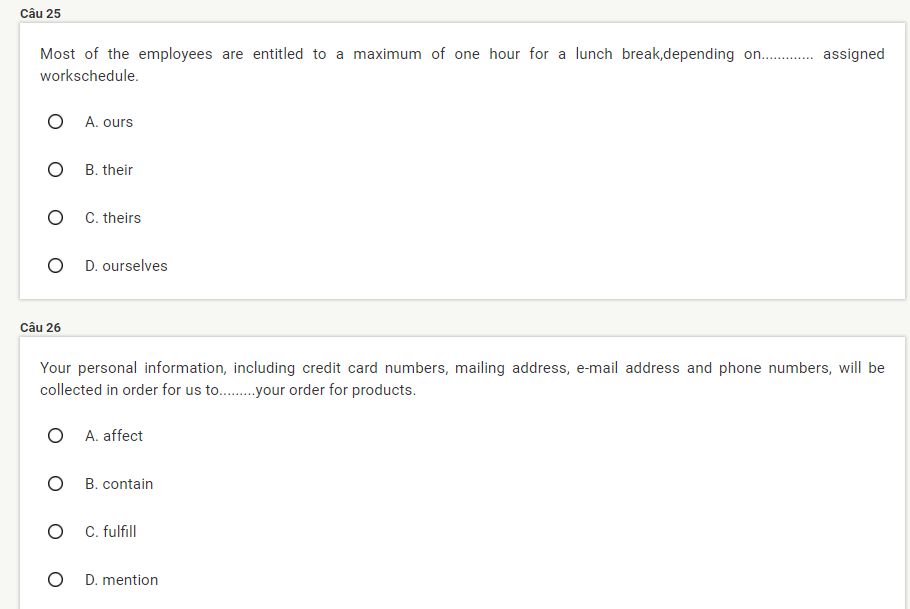 Câu 25
Most of the employees are entitled to a maximum of one hour for a lunch break,depending on............. assigned
workschedule.
A. ours
B. their
C. theirs
D. ourselves
Câu 26
Your personal information, including credit card numbers, mailing address, e-mail address and phone numbers, will be
collected in order for us to.........your order for products.
A. affect
B. contain
C. fulfill
D. mention